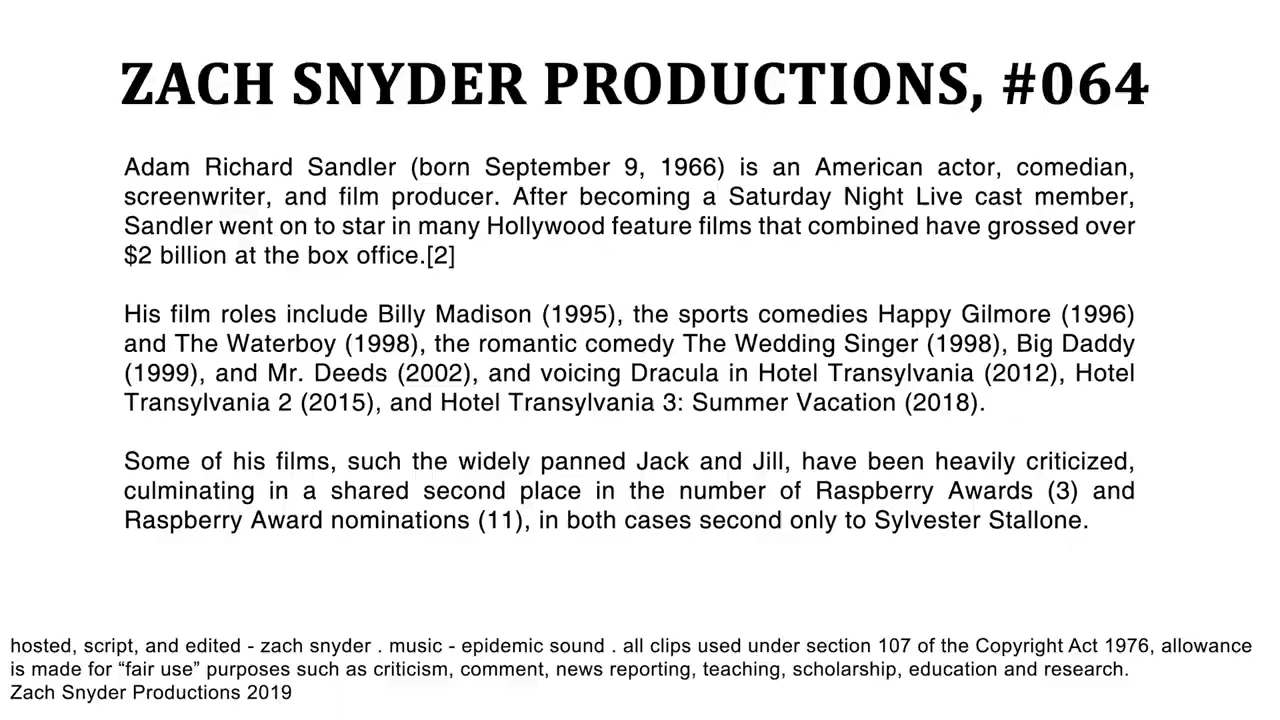 ZACH SNYDER PRODUCTIONS, #064
Adam Richard Sandler (born September 9, 1966) is an American actor, comedian,
screenwriter, and film producer. After becoming a Saturday Night Live cast member,
Sandler went on to star in many Hollywood feature films that combined have grossed over
$2 billion at the box office.[2]
His film roles include Billy Madison (1995), the sports comedies Happy Gilmore (1996)
and The Waterboy (1998), the romantic comedy The Wedding Singer (1998), Big Daddy
(1999), and Mr. Deeds (2002), and voicing Dracula in Hotel Transylvania (2012), Hotel
Transylvania 2 (2015), and Hotel Transylvania 3: Summer Vacation (2018).
Some of his films, such the widely panned Jack and Jill, have been heavily criticized,
culminating in a shared second place in the number of Raspberry Awards (3) and
Raspberry Award nominations (11), in both cases second only to Sylvester Stallone.
hosted, script, and edited - zach snyder . music - epidemic sound . all clips used under section 107 of the Copyright Act 1976, allowance
is made for “fair use” purposes such as criticism, comment, news reporting, teaching, scholarship, education and research.
Zach Snyder Productions 2019